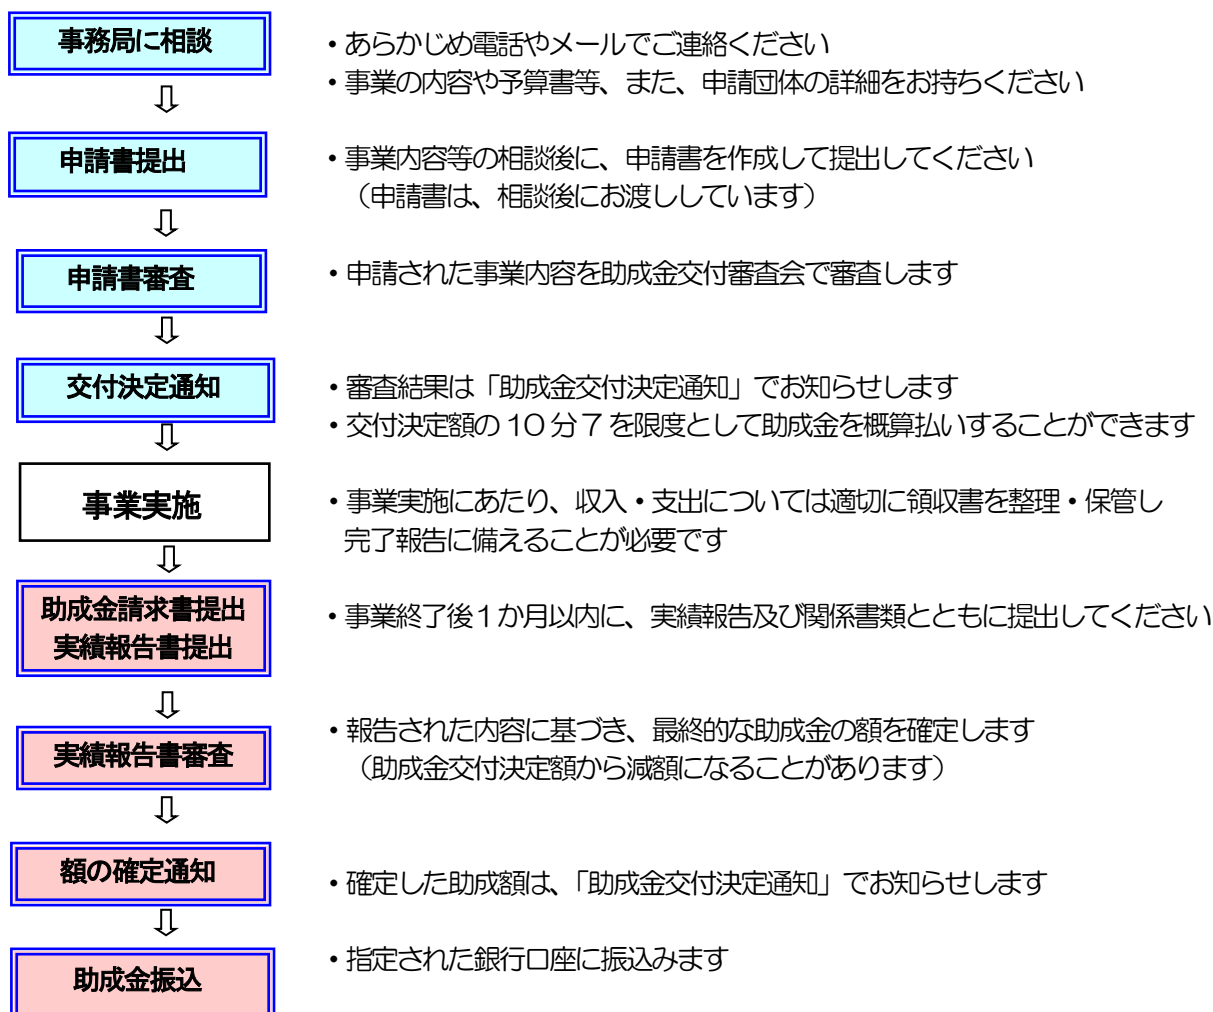 事務局に相談
・あらかじめ電話やメールでご連絡ください
・事業の内容や予算書等、また、申請団体の詳細をお持ちください
⇩
申請書提出
・事業内容等の相談後に、申請書を作成して提出してください
（申請書は、相談後にお渡ししています）
⇩
申請書審査
・申請された事業内容を助成金交付審査会で審査します
⇩
交付決定通知
・審査結果は「助成金交付決定通知」でお知らせします
・交付決定額の 10 分 7 を限度として助成金を概算払いすることができます
⇩
事業実施
・事業実施にあたり、収入・支出については適切に領収書を整理・保管し
完了報告に備えることが必要です
⇩
助成金請求書提出
実績報告書提出
・事業終了後１か月以内に、実績報告及び関係書類とともに提出してください
⇩
実績報告書審査
・報告された内容に基づき、最終的な助成金の額を確定します
（助成金交付決定額から減額になることがあります）
⇩
額の確定通知
・確定した助成額は、「助成金交付決定通知」でお知らせします
⇩
助成金振込
・指定された銀行口座に振込みます